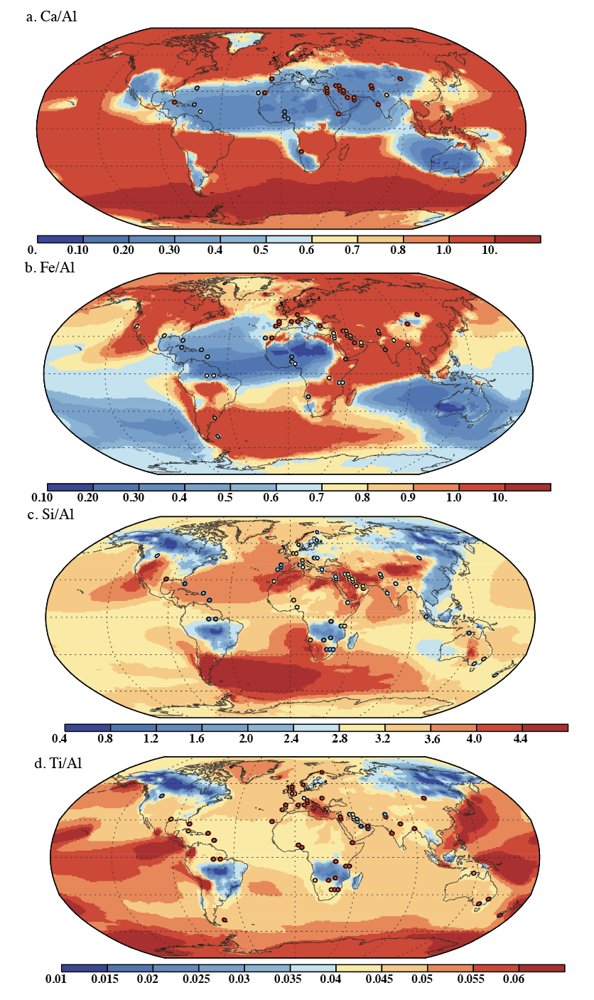 a. Ca/Al
0. 0.10 0.20 0.30 0.4 0.5 0.6 0.7 0.8 1.0 10.
b. Fe/Al
0.10 0.20 0.30 0.4 0.5 0.6 0.7 0.8 0.9 1.0 10.
c. Si/Al
0.4 0.8 1.2 1.6 2.0 2.4 2.8 3.2 3.6 4.0 4.4
d. Ti/Al
0.01 0.015 0.02 0.025 0.03 0.035 0.04 0.045 0.05 0.055 0.06